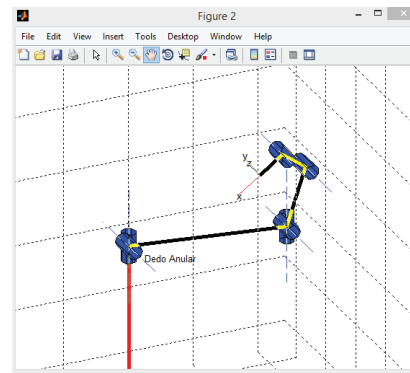 Figure 2
File Edit View Insert Tools Desktop Window Help
y
z
x
Dedo Anular